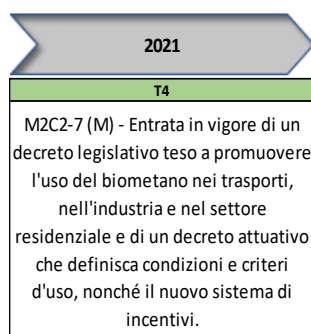 2021
T4
M2C2-7 (M) - Entrata in vigore di un
decreto legislativo teso a promuovere
l'uso del biometano nei trasporti,
nell'industria e nel settore
residenziale e di un decreto attuativo
che definisca condizioni e criteri
d'uso, nonché il nuovo sistema di
incentivi.